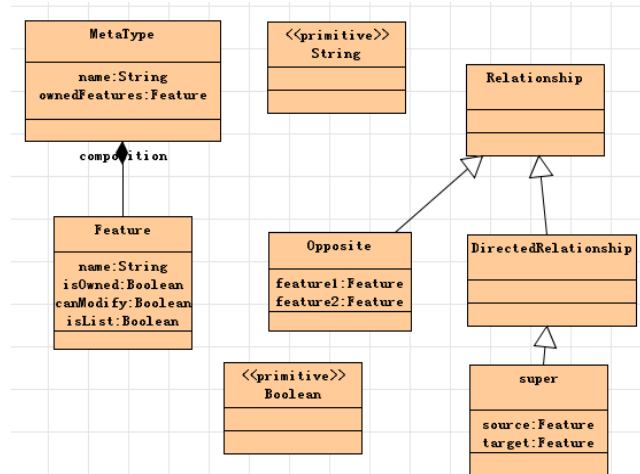 MetaType
name:String
ownedFeatures:Feature
<<primitive>>
String
Relationship
composition
Feature
name:String
isOwned:Boolean
canModify:Boolean
isList:Boolean
Opposite
feature1:Feature
feature2:Feature
DirectedRelationship
<<primitive>>
Boolean
super
source:Feature
target:Feature